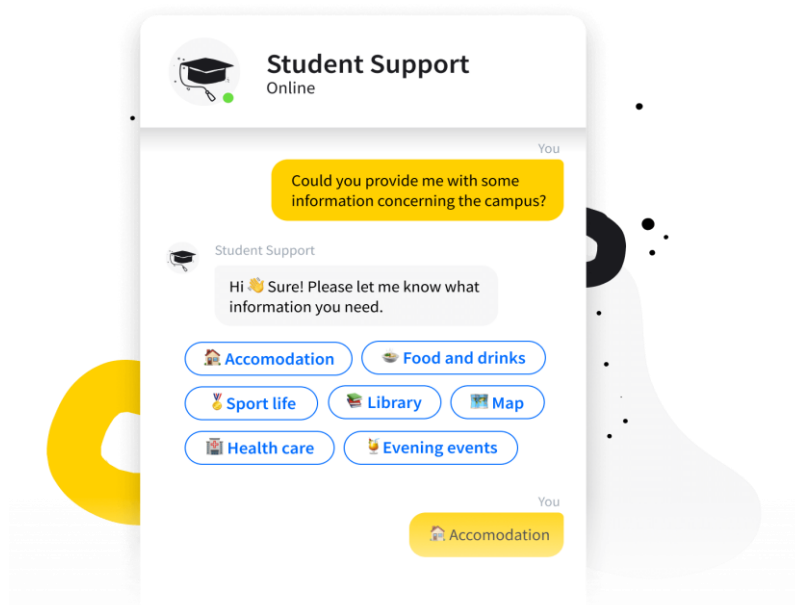 Student Support
Online
You
Could you provide me with some
information concerning the campus?
Student Support
Hi 👋 Sure! Please let me know what
information you need.
Accomodation
Food and drinks
Sport life
Library
Map
Health care
Evening events
You
Accomodation